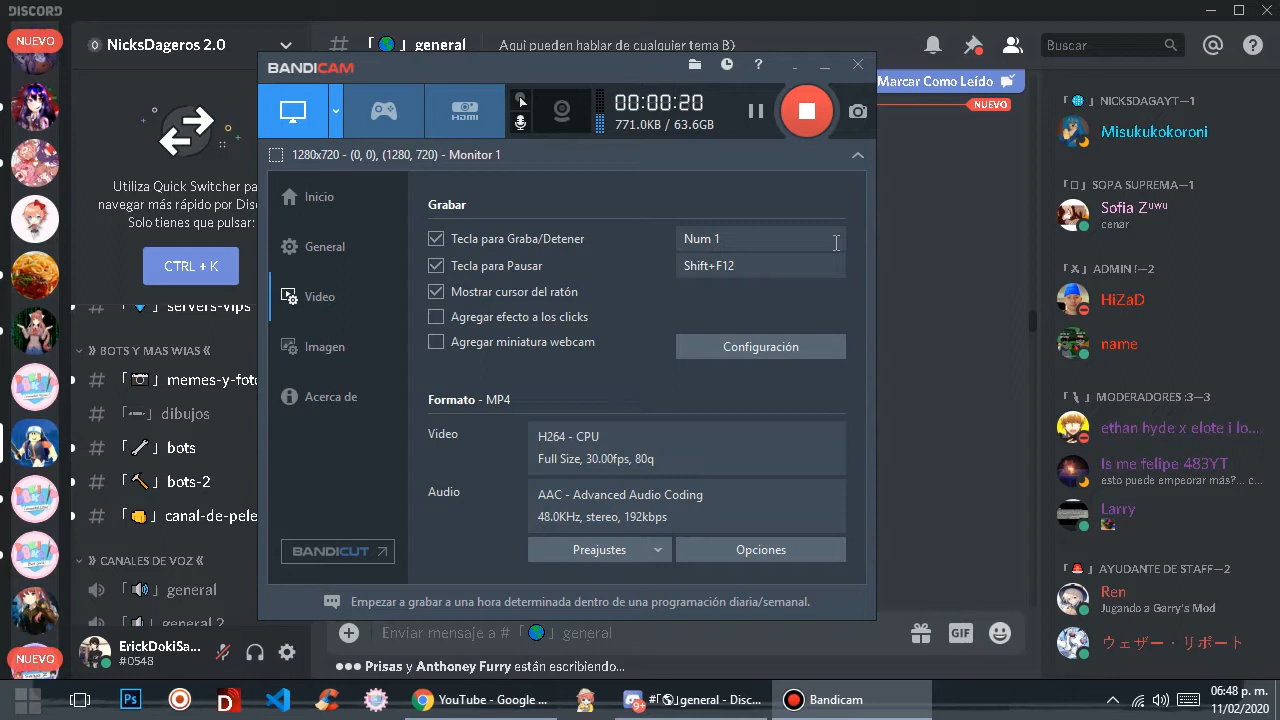 DISCORD
NUEVO
NicksDageros 2.0
# 「🌎」general
Aqui pueden hablar de cualquier tema By
Buscar
Marcar Como Leído
NUEVO
Utiliza Quick Switcher pa
navegar más rápido por Dis
Solo tienes que pulsar:
CTRL + K
servers-vips
》BOTS Y MAS WIAS《
# 「📷」memes-y-foto
dibujos
# 「🔧」bots
# 「🔨」bots-2
canal-de-pele
CANALES DE VOZ
「🔊」general
general 2
ErickDokiSa...
#0548
NUEVO
BANDICAM
00:00:20
771.0KB / 63.6GB
HDMI
1280x720 - (0, 0), (1280, 720) - Monitor 1
Inicio
General
Video
Imagen
Acerca de
BANDICUT
Grabar
Tecla para Graba/Detener
Num 1
Tecla para Pausar
Shift+F12
Mostrar cursor del ratón
Agregar efecto a los clicks
Agregar miniatura webcam
Configuración
Formato - MP4
Video
H264 - CPU
Full Size, 30.00fps, 80q
Audio
AAC - Advanced Audio Coding
48.0KHz, stereo, 192kbps
Preajustes
Opciones
Empezar a grabar a una hora determinada dentro de una programación diaria/semanal.
Enviar mensaje a #「🌎」general
GIF
Prisas y Anthoney Furry están escribiendo...
「🌐」NICKSDAGAYT—1
Misukukokoroni
SOPA SUPREMA—1
Sofia Zᵘʷᵘ
cenar
ADMIN !—2
HiZaD
name
MODERADORES :3—3
ethan hyde x elote i lo...
Is me felipe 483YT
esto puede empeorar más?... c...
Larry
「🚨」AYUDANTE DE STAFF—2
Ren
Jugando a Garry's Mod
ウェザー・リポート
Ps
YouTube - Google ...
9+
#「🌎」general - Disc...
Bandicam
06:48 p. m.
11/02/2020